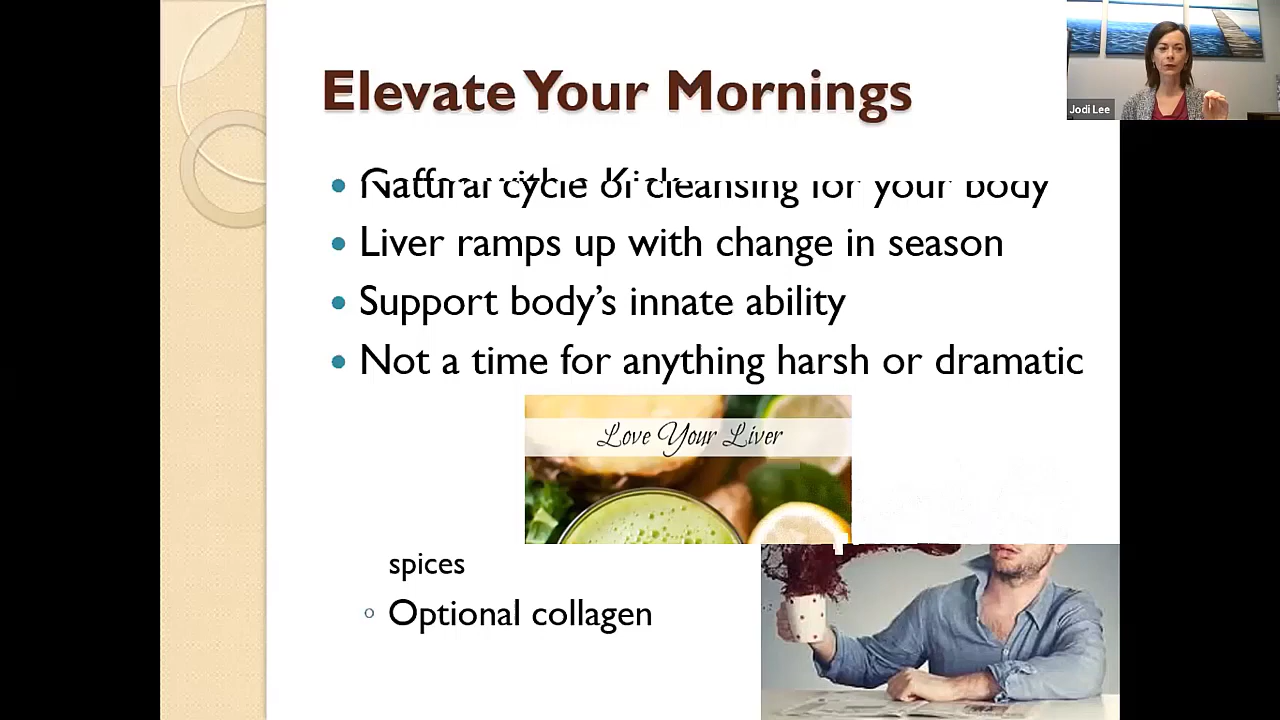 Elevate Your Mornings
Jodi Lee
• Natural cycle of cleansing for your body
• Liver ramps up with change in season
• Support body's innate ability
• Not a time for anything harsh or dramatic
Love Your Liver
spices
◦ Optional collagen